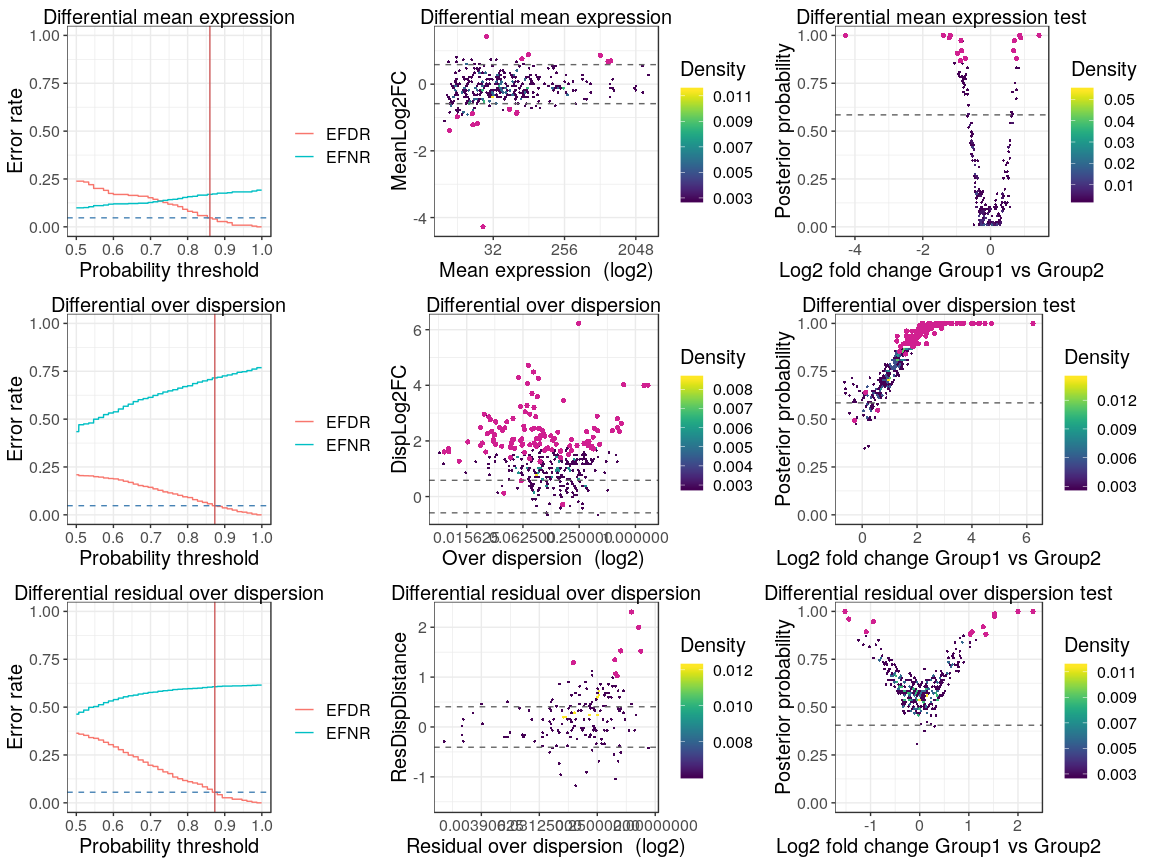 Differential mean expression
1.00
0.75
0.50
0.25
0.00
Error rate
0.5 0.6 0.7 0.8 0.9 1.0
Probability threshold
EFDR
EFNR
Differential mean expression
0
-2
-4
MeanLog2FC
32 256 2048
Mean expression (log2)
Density
0.011
0.009
0.007
0.005
0.003
Differential mean expression test
1.00
0.75
0.50
0.25
0.00
Posterior probability
-4 -2 0
Log2 fold change Group1 vs Group2
Density
0.05
0.04
0.03
0.02
0.01
Differential over dispersion
1.00
0.75
0.50
0.25
0.00
Error rate
0.5 0.6 0.7 0.8 0.9 1.0
Probability threshold
EFDR
EFNR
Differential over dispersion
6
4
2
0
DispLog2FC
0.015625 0.062500 0.250000 1.000000
Over dispersion (log2)
Density
0.008
0.007
0.006
0.005
0.004
0.003
Differential over dispersion test
1.00
0.75
0.50
0.25
0.00
Posterior probability
0 2 4 6
Log2 fold change Group1 vs Group2
Density
0.012
0.009
0.006
0.003
Differential residual over dispersion
1.00
0.75
0.50
0.25
0.00
Error rate
0.5 0.6 0.7 0.8 0.9 1.0
Probability threshold
EFDR
EFNR
Differential residual over dispersion
2
1
0
-1
ResDispDistance
0.00390625 0.03125000 0.25000000 2.00000000
Residual over dispersion (log2)
Density
0.012
0.010
0.008
Differential residual over dispersion test
1.00
0.75
0.50
0.25
0.00
Posterior probability
-1 0 1 2
Log2 fold change Group1 vs Group2
Density
0.011
0.009
0.007
0.005
0.003